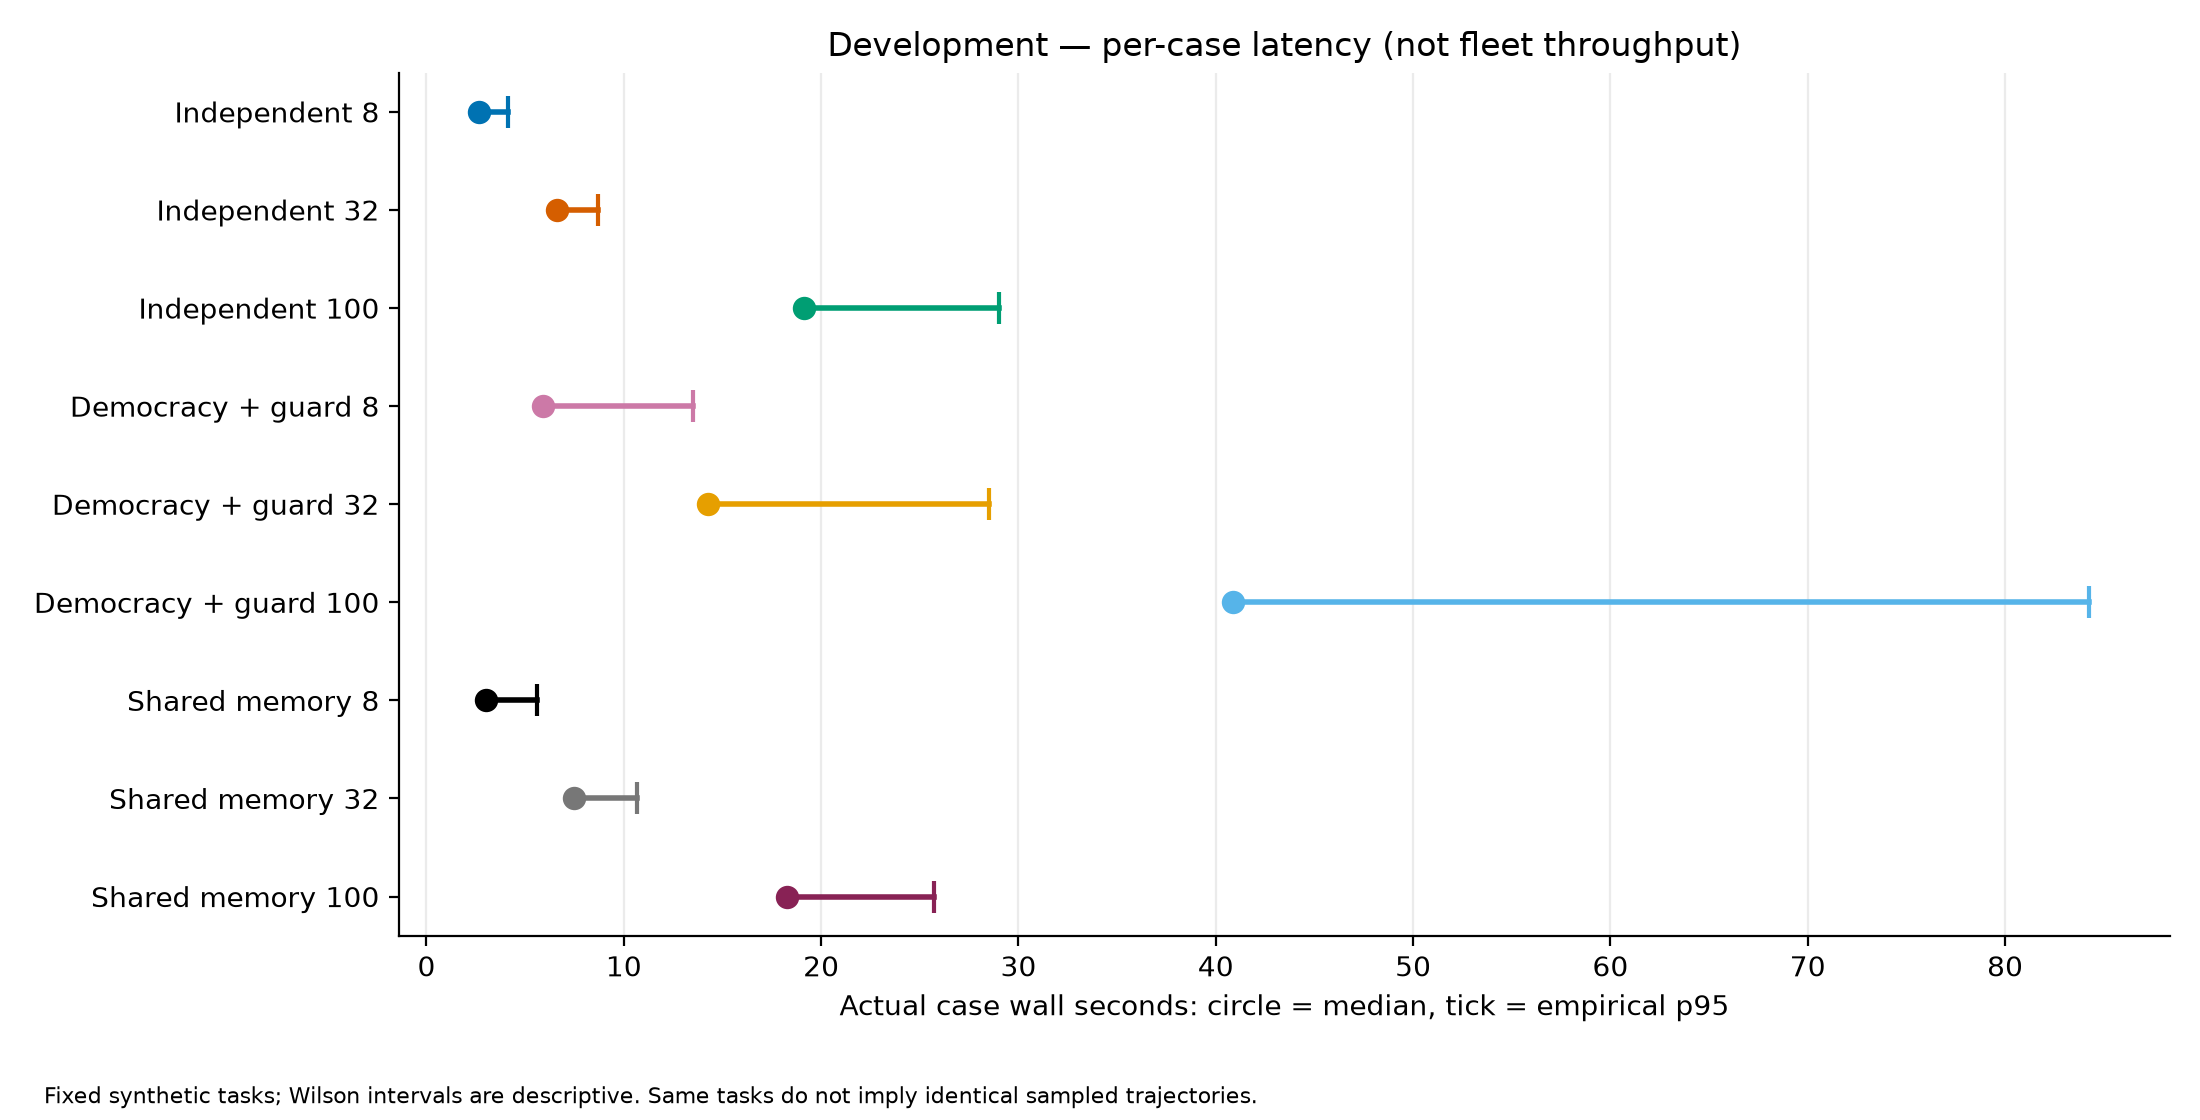 Development — per-case latency (not fleet throughput)
Independent 8
Independent 32
Independent 100
Democracy + guard 8
Democracy + guard 32
Democracy + guard 100
Shared memory 8
Shared memory 32
Shared memory 100
0 10 20 30 40 50 60 70 80
Actual case wall seconds: circle = median, tick = empirical p95
Fixed synthetic tasks; Wilson intervals are descriptive. Same tasks do not imply identical sampled trajectories.